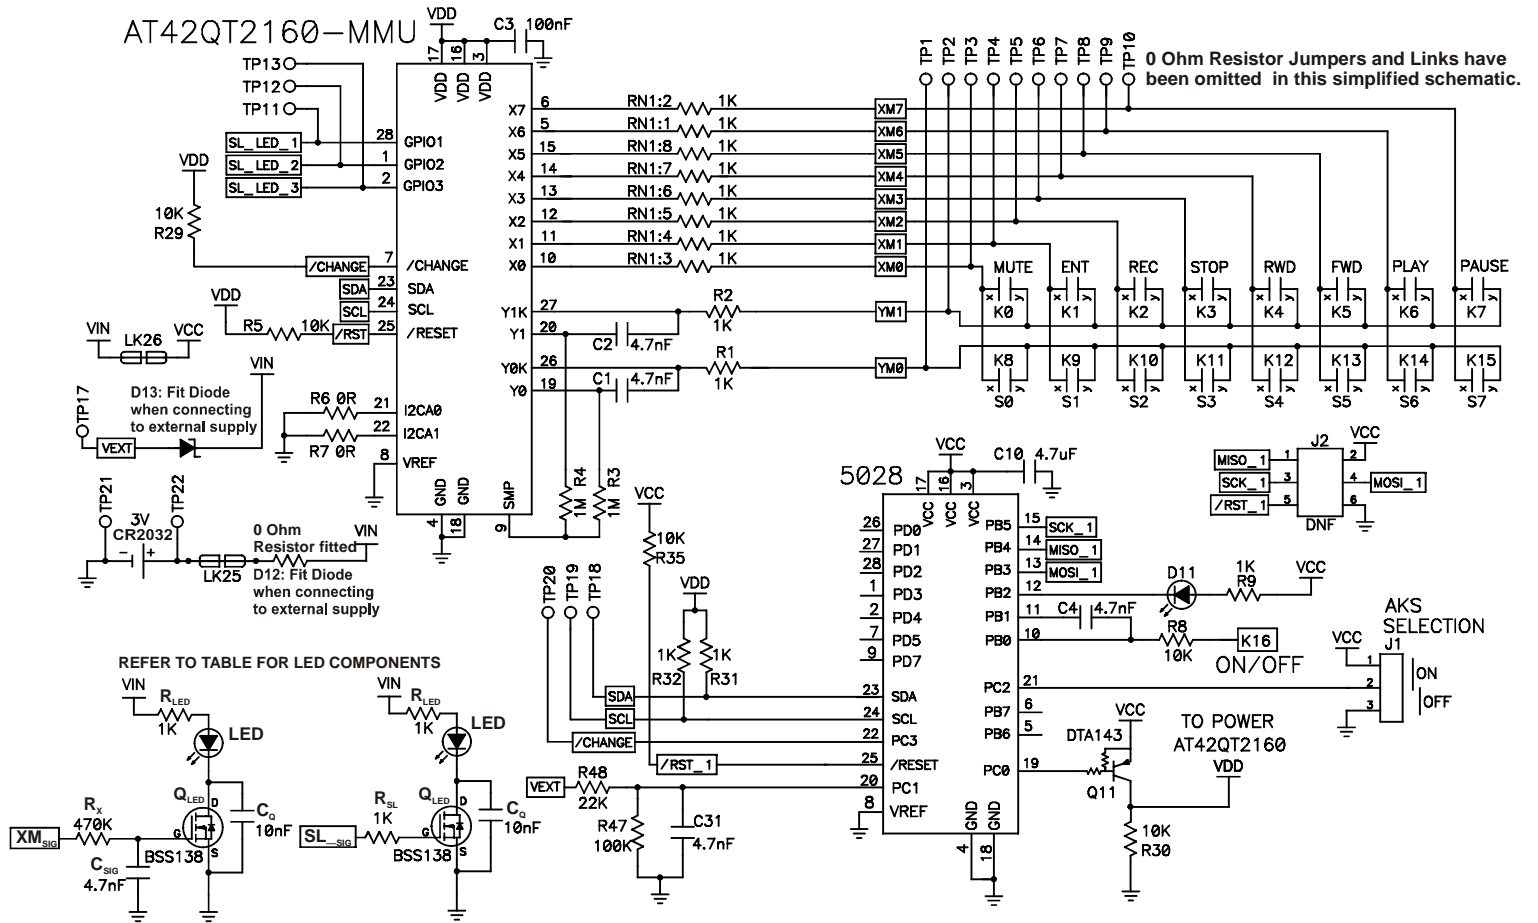 AT42QT2160-MMU
VDD
C3 100nF
17 16 3
VDD VDD VDD
TP13
TP12
TP11
SL_LED_1 28 GPIO1
SL_LED_2 1 GPIO2
SL_LED_3 2 GPIO3
VDD
10K
R29
/CHANGE 7 /CHANGE
SDA 23 SDA
SCL 24 SCL
VDD
R5 10K /RST 25 /RESET
VIN VCC
LK26
VIN
D13: Fit Diode
when connecting
to external supply
TP17
VEXT
R6 0R 21 I2CA0
R7 0R 22 I2CA1
8 VREF
GND GND SMP
4 18 9
X7 6 RN1:2 1K XM7
X6 5 RN1:1 1K XM6
X5 15 RN1:8 1K XM5
X4 14 RN1:7 1K XM4
X3 13 RN1:6 1K XM3
X2 12 RN1:5 1K XM2
X1 11 RN1:4 1K XM1
X0 10 RN1:3 1K XM0
Y1K 27 R2 1K YM1
Y1 20 C2 4.7nF
Y0K 26 R1 1K YM0
Y0 19 C1 4.7nF
1M R4
1M R3
TP1 TP2 TP3 TP4 TP5 TP6 TP7 TP8 TP9 TP10
0 Ohm Resistor Jumpers and Links have
been omitted in this simplified schematic.
MUTE ENT REC STOP RWD FWD PLAY PAUSE
x y x y x y x y x y x y x y x y
K0 K1 K2 K3 K4 K5 K6 K7
K8 K9 K10 K11 K12 K13 K14 K15
x y x y x y x y x y x y x y x y
S0 S1 S2 S3 S4 S5 S6 S7
TP21 TP22
3V
CR2032
- +
LK25
0 Ohm
Resistor fitted
VIN
D12: Fit Diode
when connecting
to external supply
5028
VCC
C10 4.7uF
17 16 3
VCC VCC VCC
26 PD0
27 PD1
28 PD2
1 PD3
2 PD4
7 PD5
9 PD7
23 SDA
24 SCL
22 PC3
25 /RESET
20 PC1
8 VREF
GND GND
4 18
PB5 15 SCK_1
PB4 14 MISO_1
PB3 13 MOSI_1
PB2 12 D11 1K R9 VCC
PB1 11 C4 4.7nF
PB0 10 R8 10K K16
ON/OFF
PC2 21
PB7 6
PB6 5
PC0 19
VCC
DTA143
Q11
TO POWER
AT42QT2160
VDD
10K
R30
J2
VCC
MISO_1 1 2
SCK_1 3 4 MOSI_1
/RST_1 5 6
DNF
AKS
SELECTION
VCC J1
1
2
3
ON
OFF
VCC
10K
R35
TP20 TP19 TP18
VDD
1K 1K
R32 R31
SDA
SCL
/CHANGE
/RST_1
VEXT R48
22K
R47
100K
C31
4.7nF
REFER TO TABLE FOR LED COMPONENTS
VIN
RLED
1K
LED
QLED
D
G
S
BSS138
CQ
10nF
XMSIG
RX
470K
CSIG
4.7nF
VIN
RLED
1K
LED
QLED
D
G
S
BSS138
CQ
10nF
SL_SIG
RSL
1K